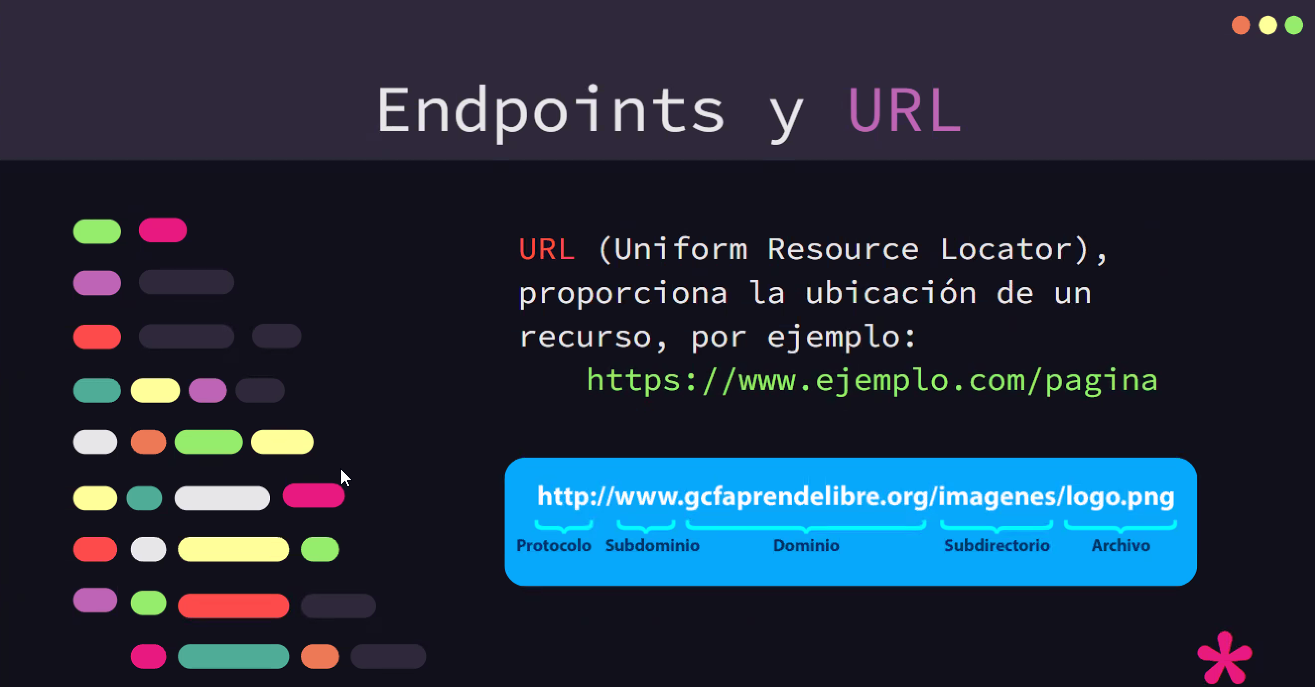 Endpoints y URL
URL (Uniform Resource Locator),
proporciona la ubicación de un
recurso, por ejemplo:
https://www.ejemplo.com/pagina
http://www.gcfaprendelibre.org/imagenes/logo.png
Protocolo Subdominio Dominio Subdirectorio Archivo